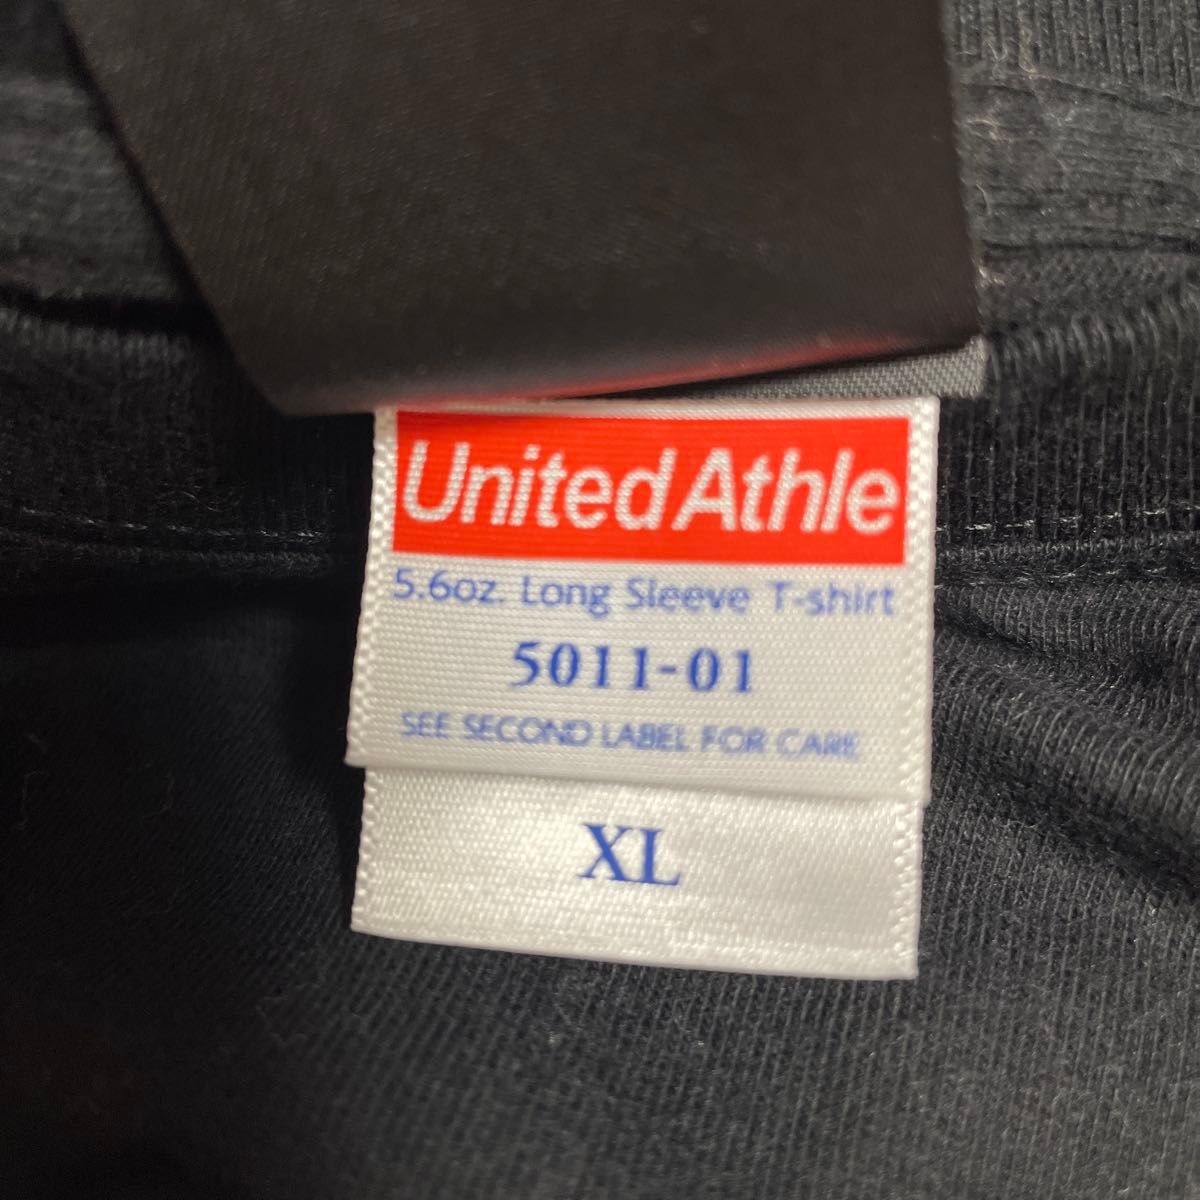 United Athle
5.6oz. Long Sleeve T-shirt
5011-01
SEE SECOND LABEL FOR CARE
XL